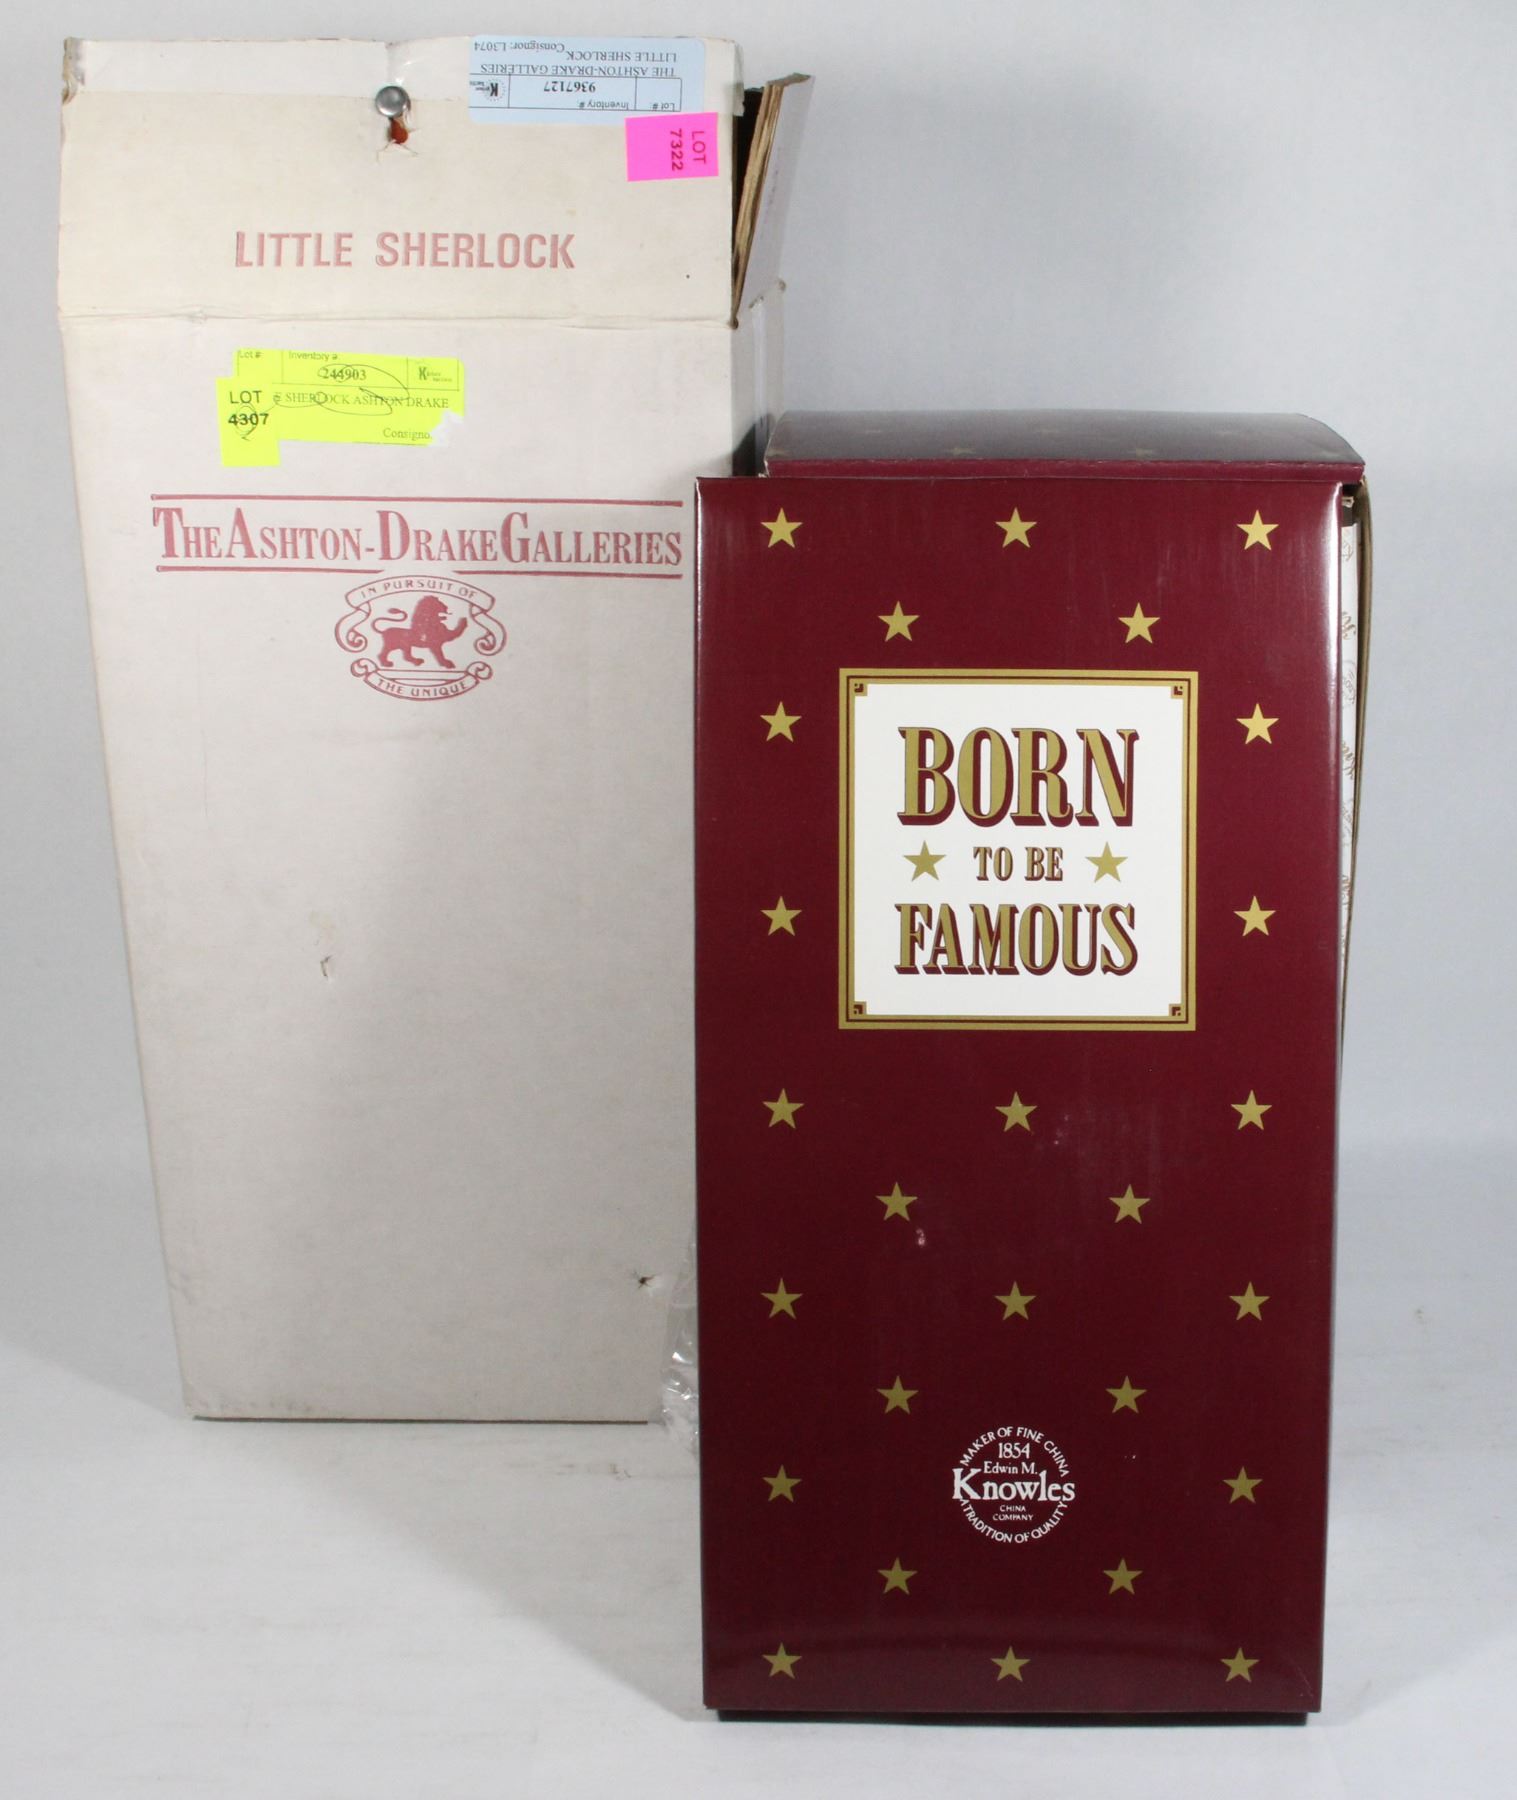 LITTLE SHERLOCK
Consignor: L3074
THE ASHTON-DRAKE GALLERIES
9367127
Lot # Inventory #:
K
LOT
7322
LITTLE SHERLOCK
Lot # Inventory #
244903
K
LOT
4307
E SHERLOCK ASHTON DRAKE
Consigno
THE ASHTON-DRAKE GALLERIES
IN PURSUIT OF
THE UNIQUE
BORN
TO BE
FAMOUS
MAKER OF FINE CHINA
1854
Edwin M.
Knowles
CHINA
COMPANY
A TRADITION OF QUALITY